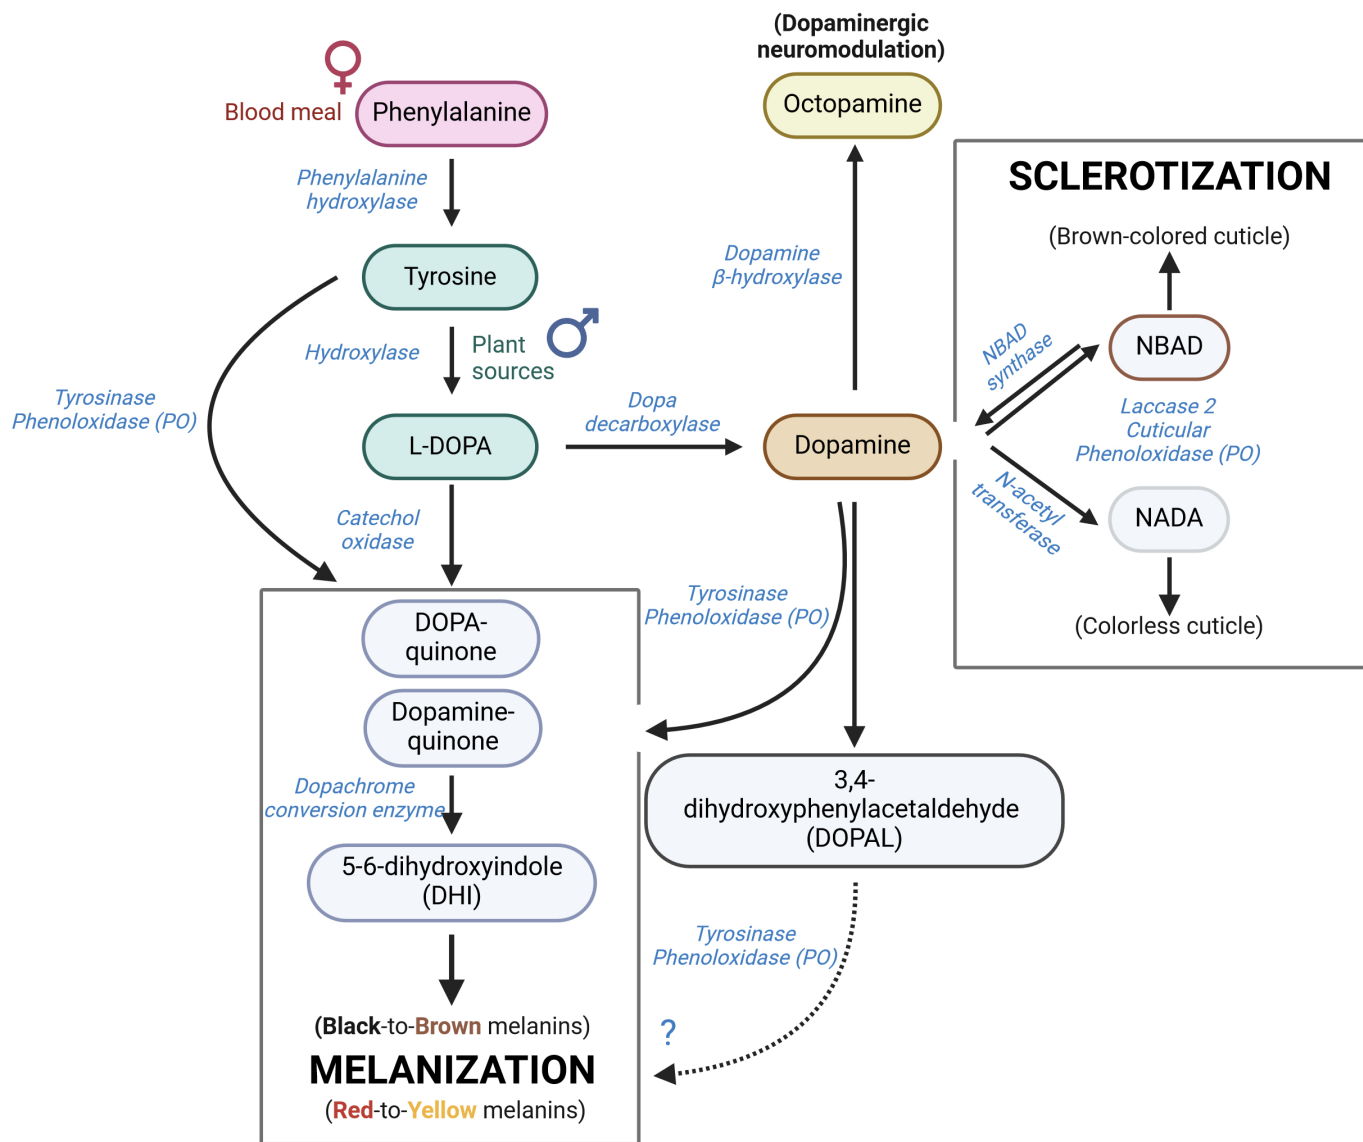 (Dopaminergic
neuromodulation)
Octopamine
Blood meal
Phenylalanine
Phenylalanine
hydroxylase
Tyrosine
Hydroxylase
Plant
sources
Tyrosinase
Phenoloxidase (PO)
L-DOPA
Dopa
decarboxylase
Dopamine
Dopamine
β-hydroxylase
SCLEROTIZATION
(Brown-colored cuticle)
NBAD
synthase
NBAD
Laccase 2
Cuticular
Phenoloxidase (PO)
N-acetyl
transferase
NADA
(Colorless cuticle)
Catechol
oxidase
DOPA-
quinone
Dopamine-
quinone
Tyrosinase
Phenoloxidase (PO)
Dopachrome
conversion enzyme
3,4-
dihydroxyphenylacetaldehyde
(DOPAL)
5-6-dihydroxyindole
(DHI)
Tyrosinase
Phenoloxidase (PO)
?
(Black-to-Brown melanins)
MELANIZATION
(Red-to-Yellow melanins)